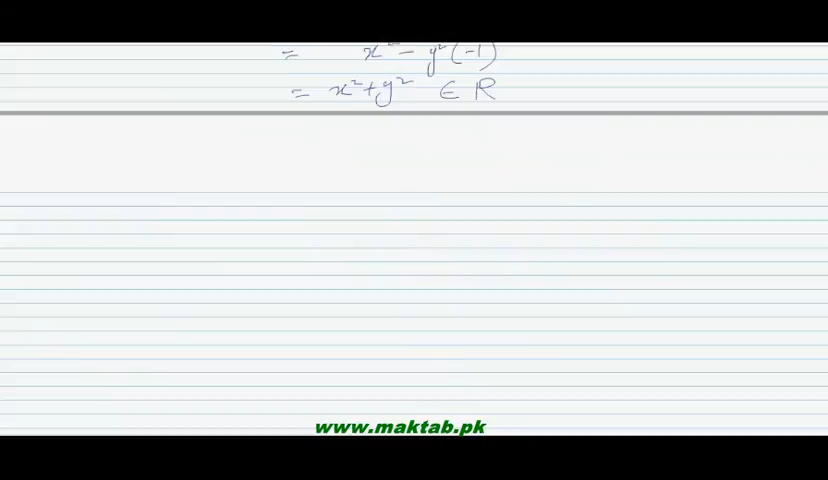 = x² - y²(-1)
= x² + y² ∈ R
www.maktab.pk